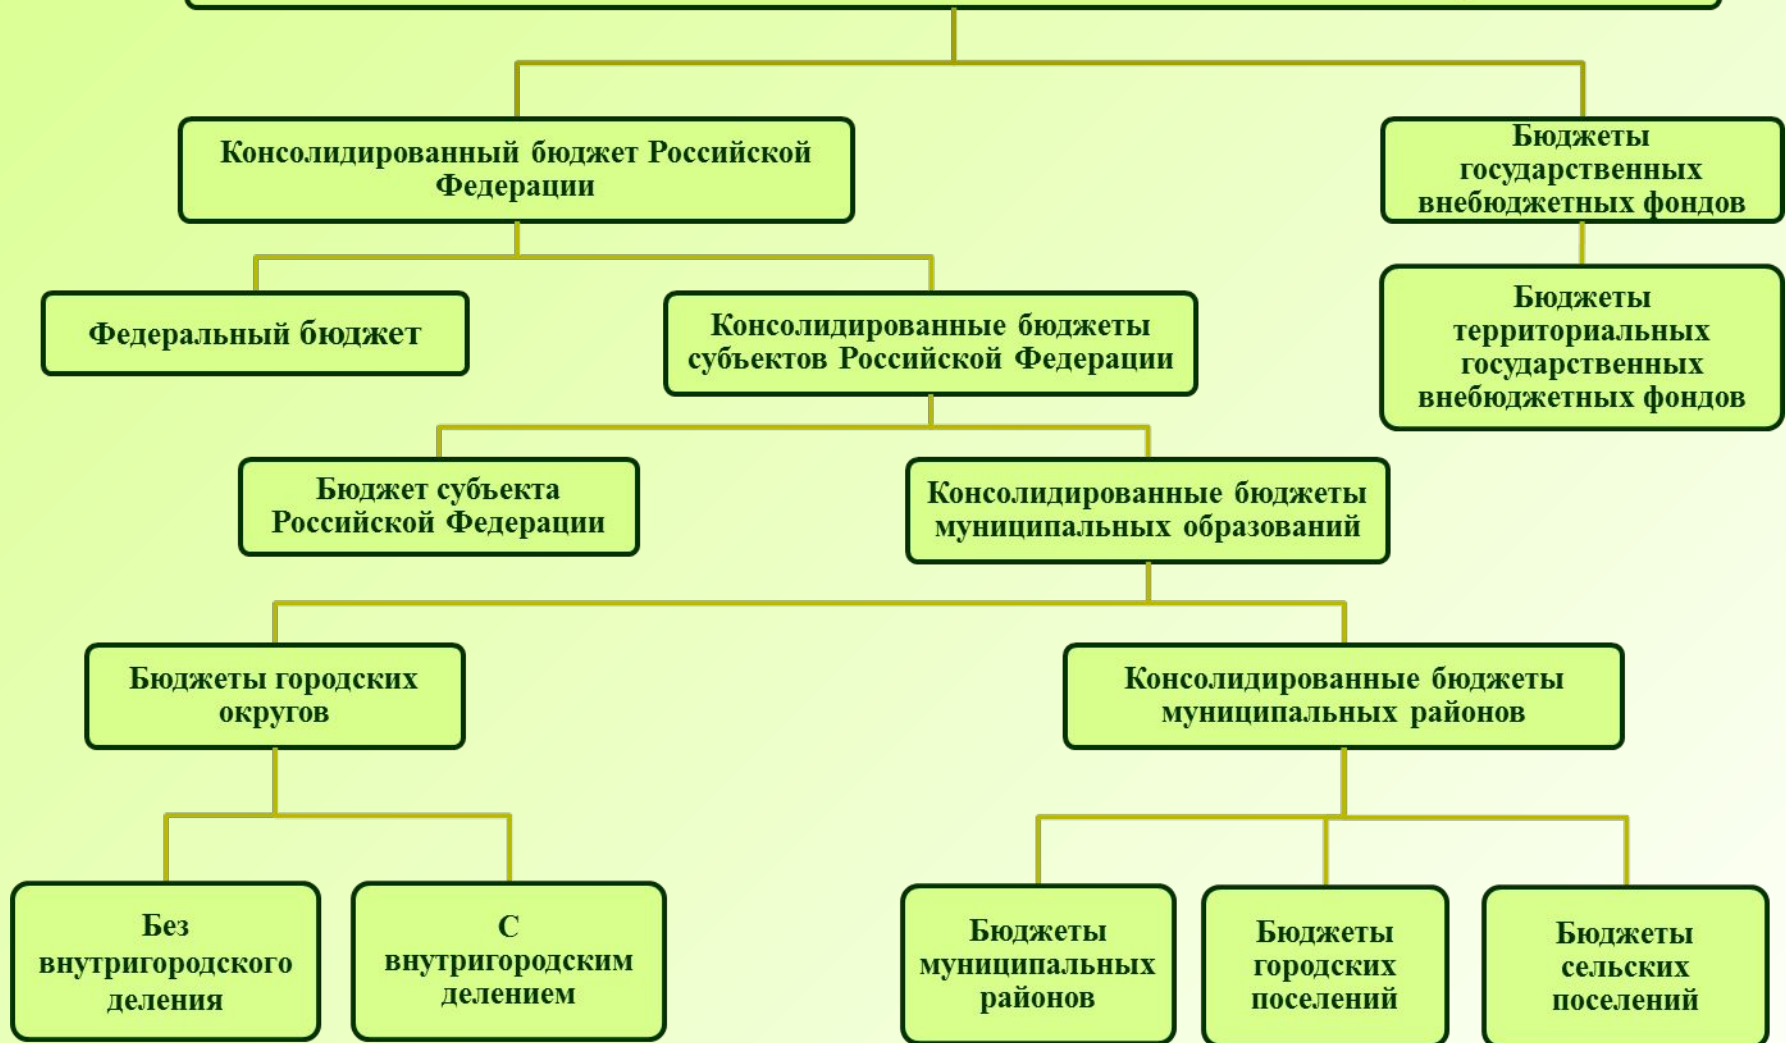 Консолидированный бюджет Российской
Федерации
Бюджеты
государственных
внебюджетных фондов
Федеральный бюджет
Консолидированные бюджеты
субъектов Российской Федерации
Бюджеты
территориальных
государственных
внебюджетных фондов
Бюджет субъекта
Российской Федерации
Консолидированные бюджеты
муниципальных образований
Бюджеты городских
округов
Консолидированные бюджеты
муниципальных районов
Без
внутригородского
деления
С
внутригородским
делением
Бюджеты
муниципальных
районов
Бюджеты
городских
поселений
Бюджеты
сельских
поселений